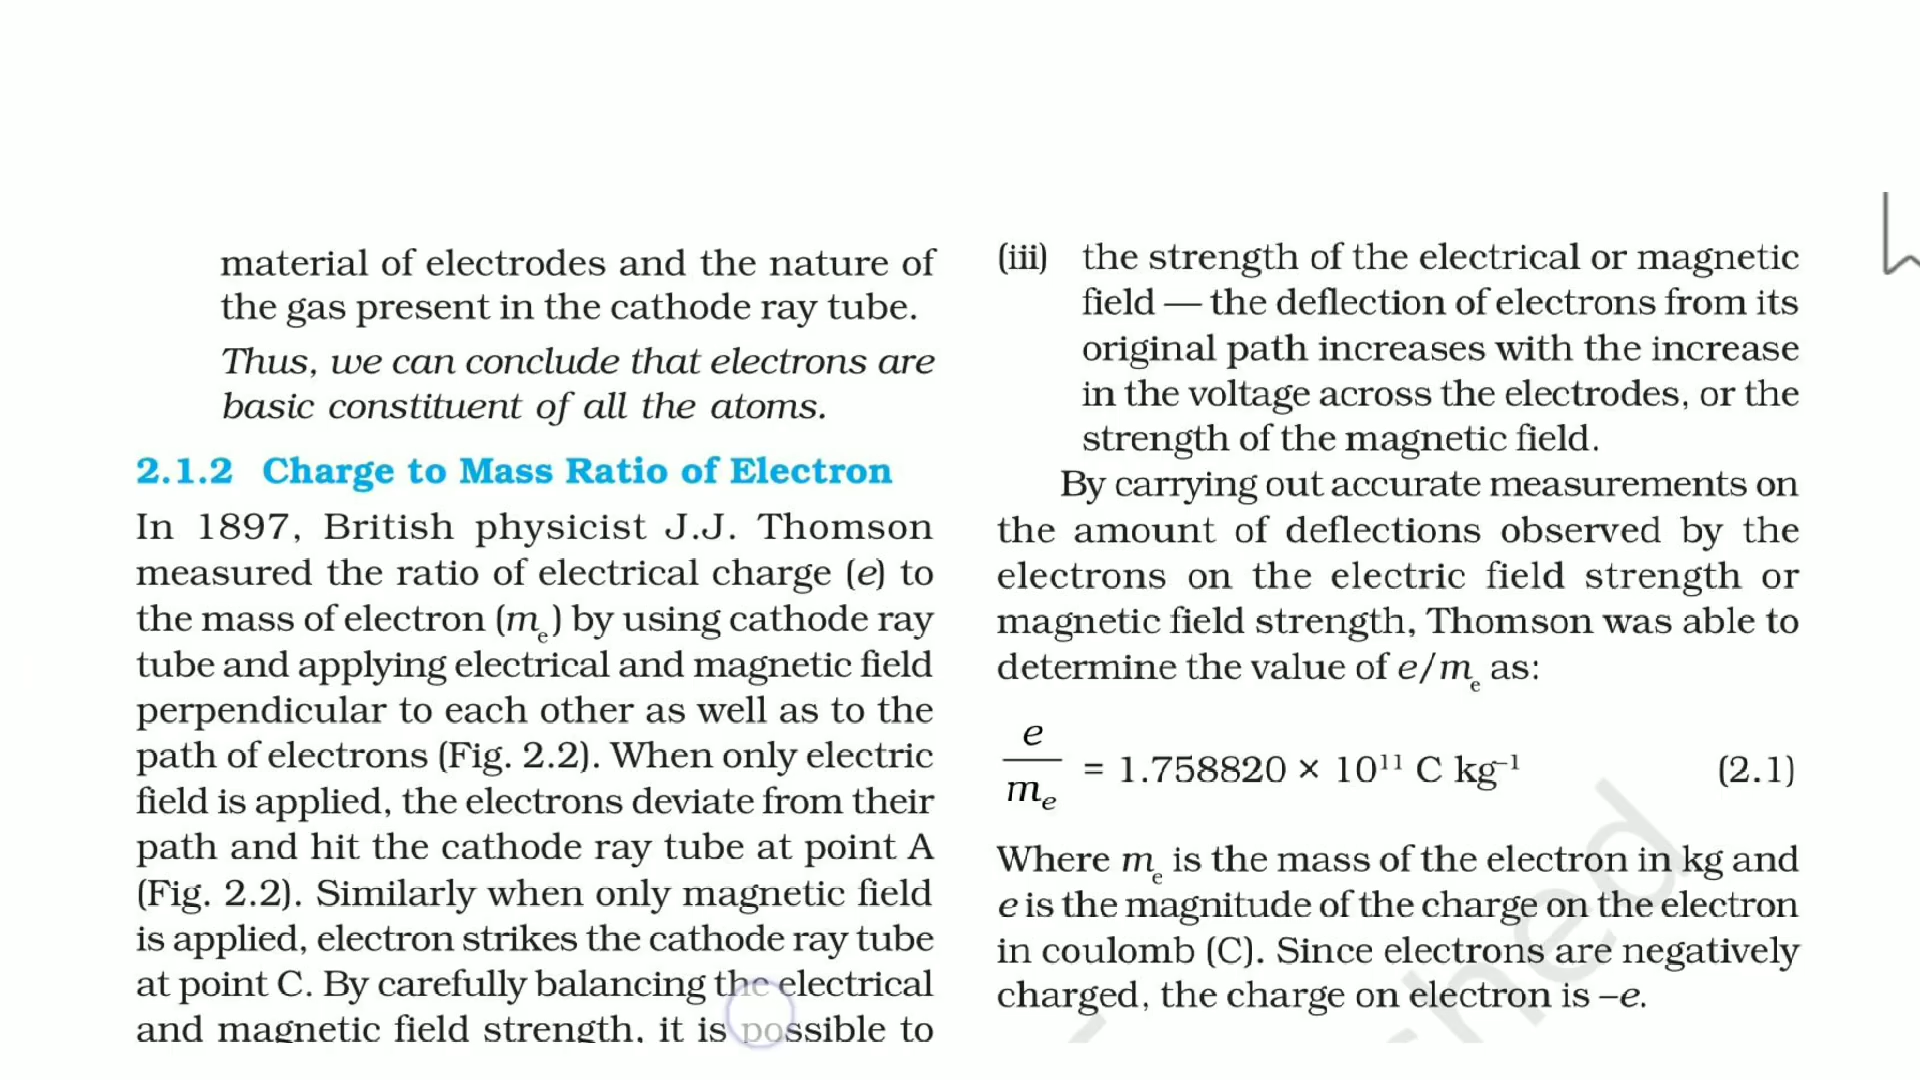 material of electrodes and the nature of
the gas present in the cathode ray tube.
Thus, we can conclude that electrons are
basic constituent of all the atoms.
2.1.2 Charge to Mass Ratio of Electron
In 1897, British physicist J.J. Thomson
measured the ratio of electrical charge (e) to
the mass of electron (mₑ) by using cathode ray
tube and applying electrical and magnetic field
perpendicular to each other as well as to the
path of electrons (Fig. 2.2). When only electric
field is applied, the electrons deviate from their
path and hit the cathode ray tube at point A
(Fig. 2.2). Similarly when only magnetic field
is applied, electron strikes the cathode ray tube
at point C. By carefully balancing the electrical
and magnetic field strength, it is possible to
(iii) the strength of the electrical or magnetic
field — the deflection of electrons from its
original path increases with the increase
in the voltage across the electrodes, or the
strength of the magnetic field.
By carrying out accurate measurements on
the amount of deflections observed by the
electrons on the electric field strength or
magnetic field strength, Thomson was able to
determine the value of e/mₑ as:
e/mₑ = 1.758820 × 10¹¹ C kg⁻¹ (2.1)
Where mₑ is the mass of the electron in kg and
e is the magnitude of the charge on the electron
in coulomb (C). Since electrons are negatively
charged, the charge on electron is –e.